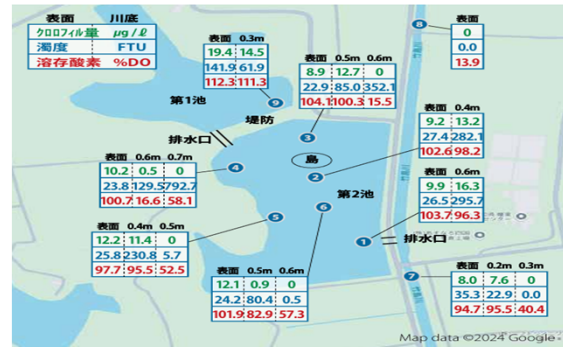 表面 川底
クロロフィル量 μg/ℓ
濁度 FTU
溶存酸素 %DO
表面 0.3m
19.4 14.5
141.9 61.9
112.3 111.3
表面 0.5m 0.6m
8.9 12.7 0
22.9 85.0 352.1
104.1 100.3 15.5
8
表面
0
0.0
13.9
第1池
9
堤防
3
排水口
表面 0.4m
9.2 13.2
27.4 282.1
102.6 98.2
島
2
4
表面 0.6m 0.7m
10.2 0.5 0
23.8 129.5 792.7
100.7 16.6 58.1
第2池
6
5
表面 0.6m
9.9 16.3
26.5 295.7
103.7 96.3
1
排水口
表面 0.4m 0.5m
12.2 11.4 0
25.8 230.8 5.7
97.7 95.5 52.5
表面 0.5m 0.6m
12.1 0.9 0
24.2 80.4 0.5
101.9 82.9 57.3
7
表面 0.2m 0.3m
8.0 7.6 0
35.3 22.9 0.0
94.7 95.5 40.4
Map data ©2024 Google